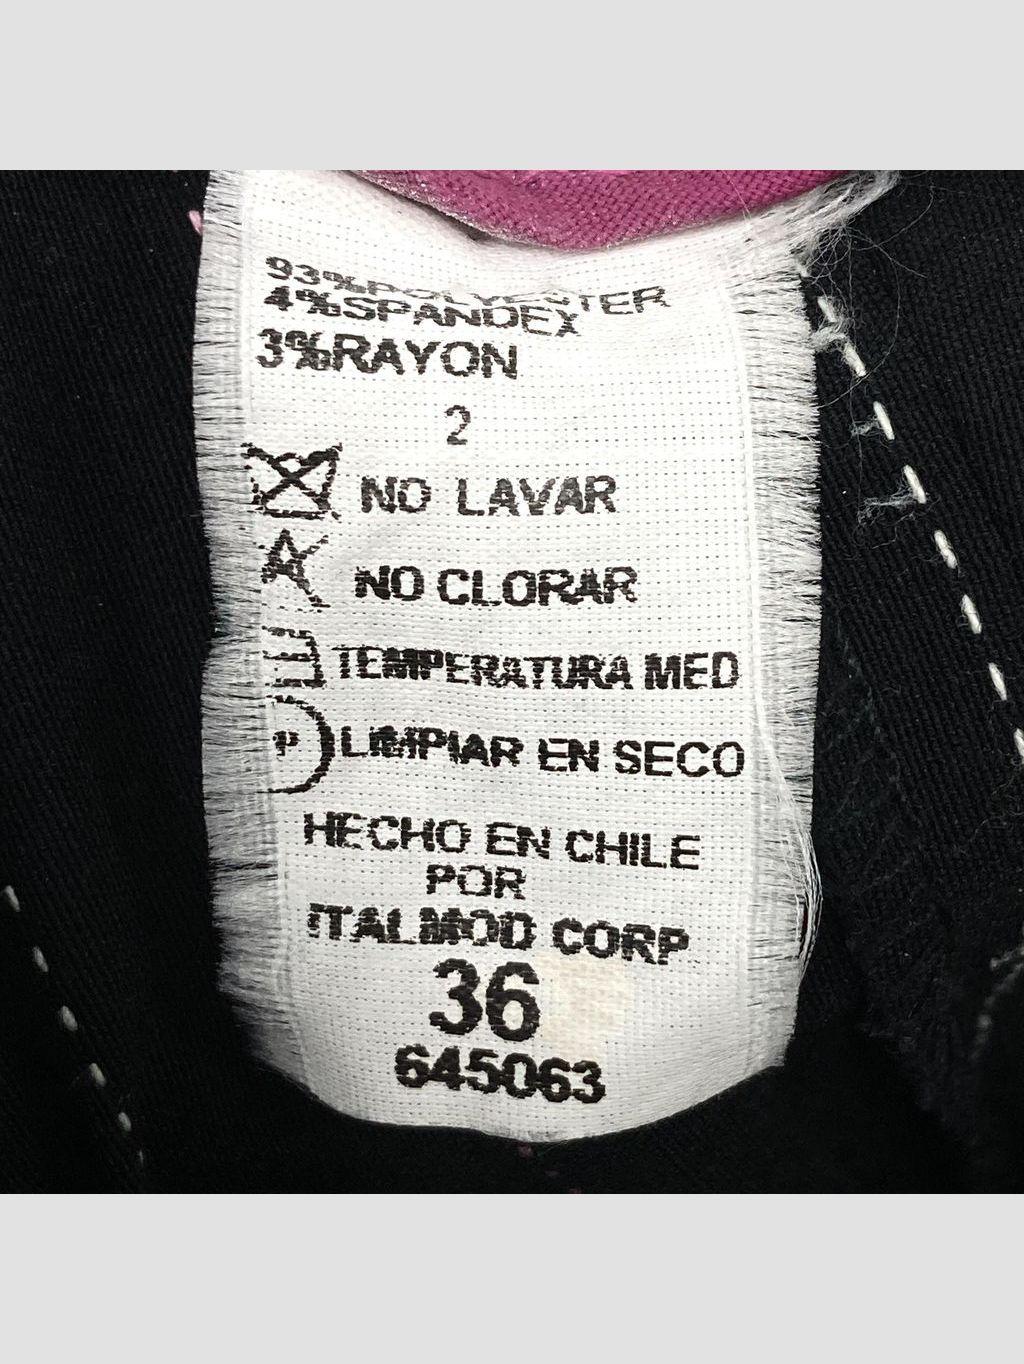 93%POLYESTER
4%SPANDEX
3%RAYON
2
NO LAVAR
NO CLORAR
TEMPERATURA MED
P LIMPIAR EN SECO
HECHO EN CHILE
POR
ITALMOD CORP
36
645063